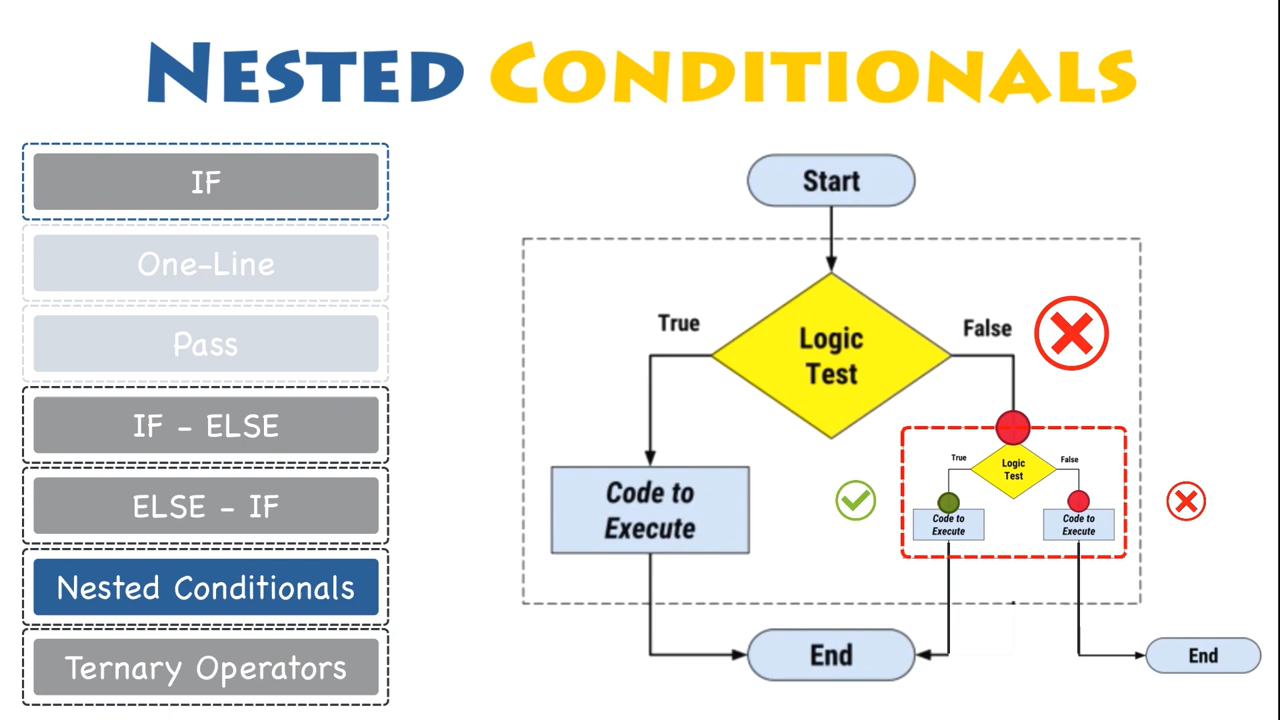 NESTED CONDITIONALS
IF
One-Line
Pass
IF - ELSE
ELSE - IF
Nested Conditionals
Ternary Operators
Start
True
False
Logic
Test
Code to
Execute
True
False
Logic
Test
Code to
Execute
Code to
Execute
End
End